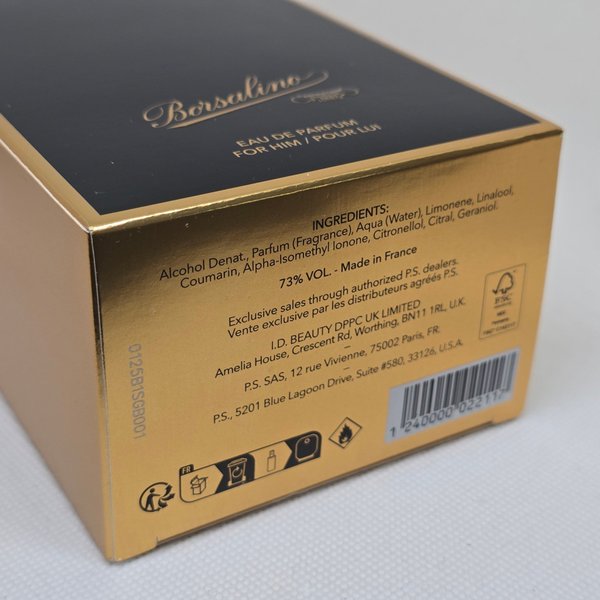 Borsalino
EAU DE PARFUM
FOR HIM / POUR LUI
INGREDIENTS:
Alcohol Denat., Parfum (Fragrance), Aqua (Water), Limonene, Linalool,
Coumarin, Alpha-Isomethyl Ionone, Citronellol, Citral, Geraniol.
73% VOL. - Made in France
Exclusive sales through authorized P.S. dealers.
Vente exclusive par les distributeurs agréés P.S.
I.D. BEAUTY DPPC UK LIMITED
Amelia House, Crescent Rd, Worthing, BN11 1RL, U.K.
P.S. SAS, 12 rue Vivienne, 75002 Paris, FR.
P.S., 5201 Blue Lagoon Drive, Suite #580, 33126, U.S.A.
FSC
MIX
1 240000 022112
012581SGB001
FR